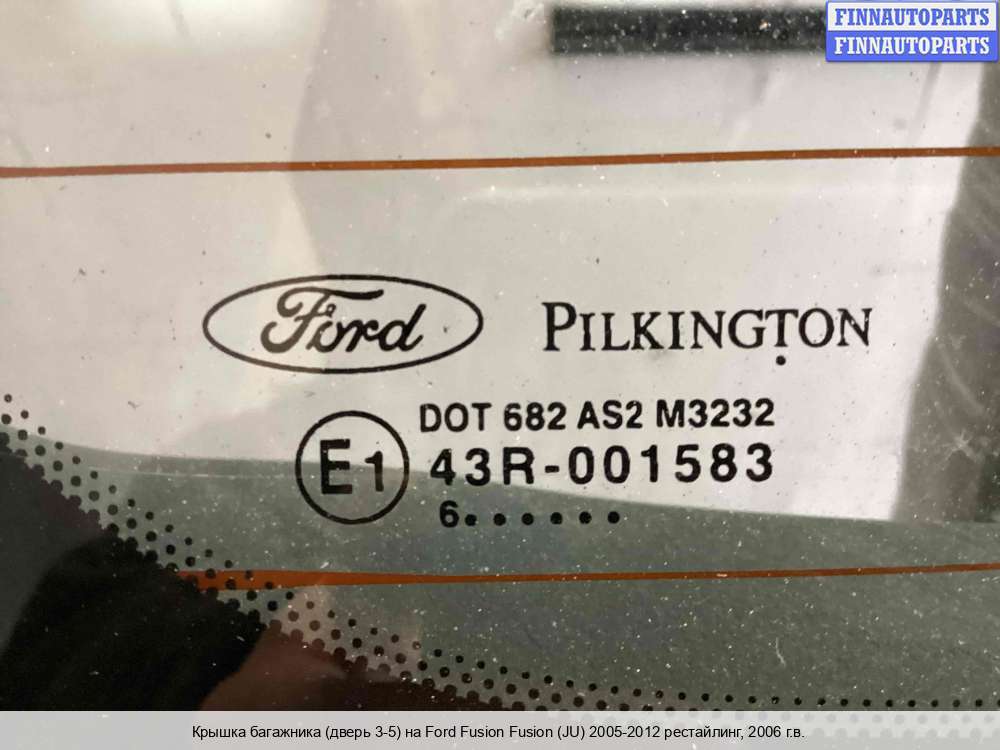 FINNAUTOPARTS
FINNAUTOPARTS
Ford PILKINGTON
DOT 682 AS2 M3232
E1 43R-001583
6• • • • • •
Крышка багажника (дверь 3-5) на Ford Fusion Fusion (JU) 2005-2012 рестайлинг, 2006 г.в.